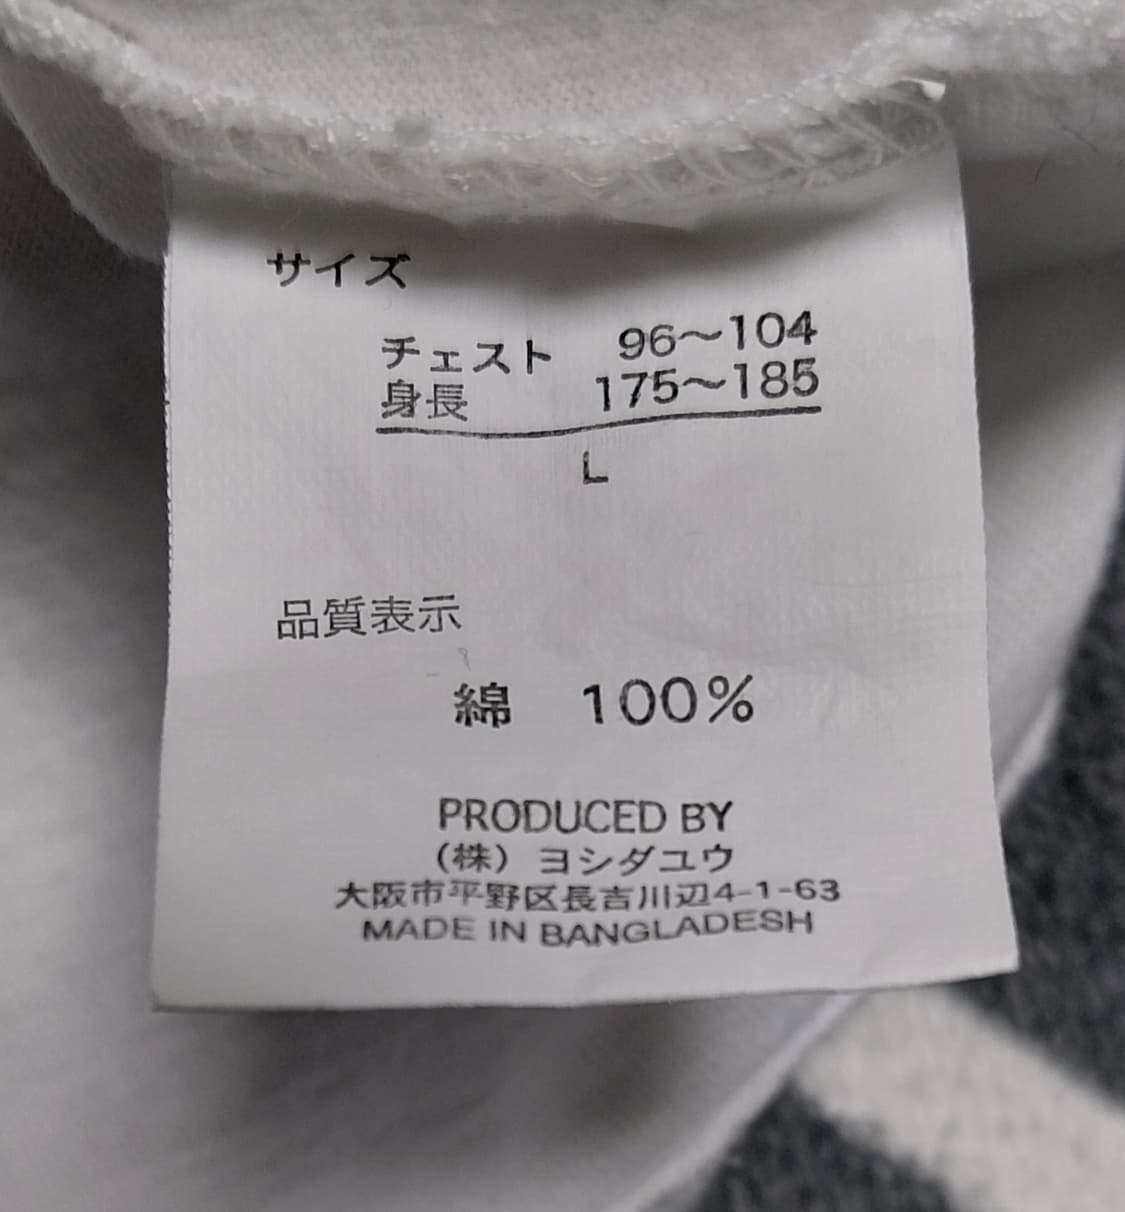 サイズ
チェスト 96～104
身長 175～185
L
品質表示
綿 100%
PRODUCED BY
(株) ヨシダユウ
大阪市平野区長吉川辺4-1-63
MADE IN BANGLADESH